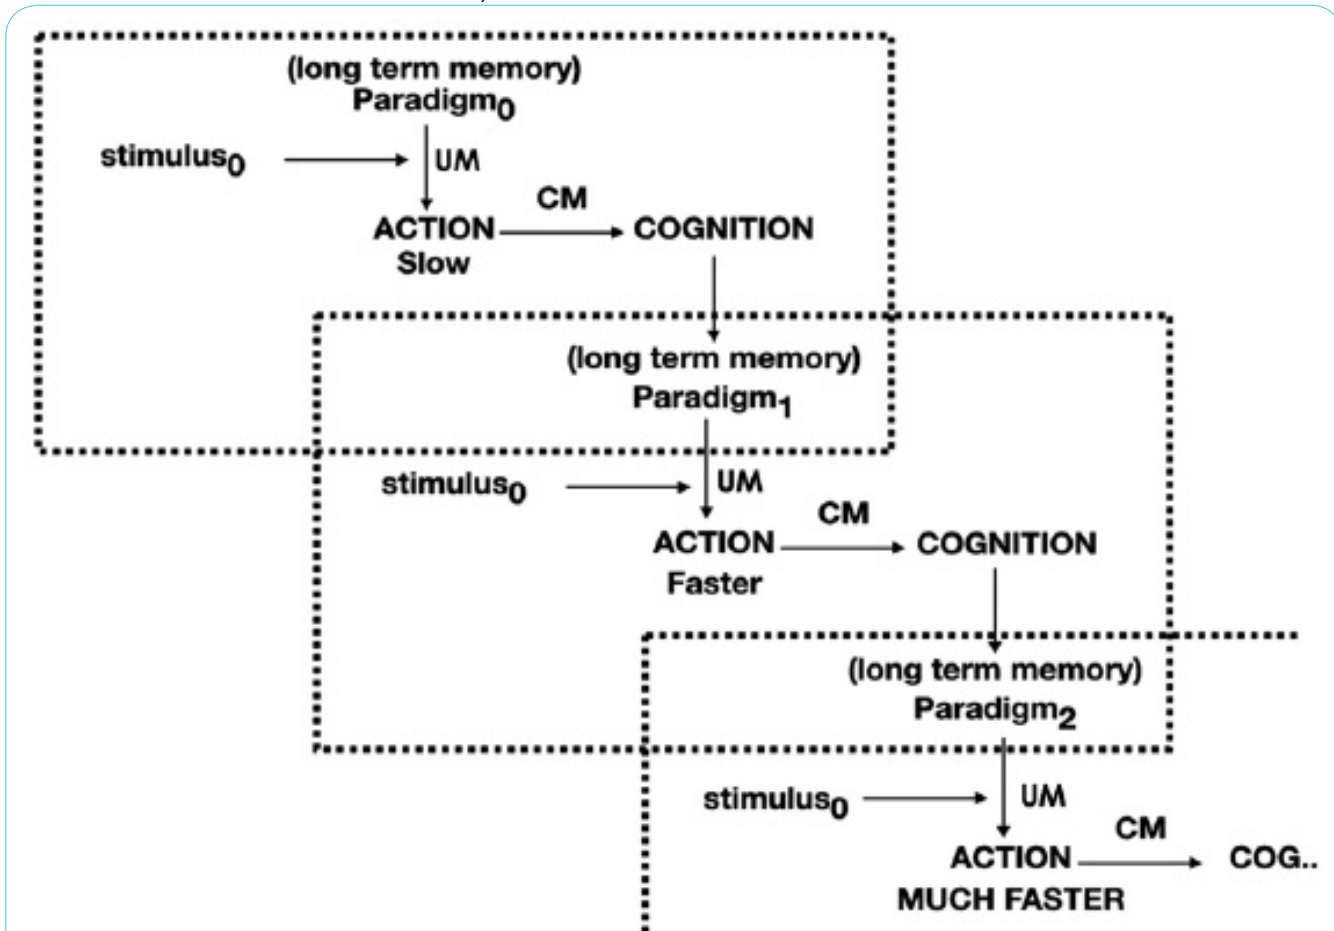 (long term memory)
Paradigm0
stimulus0
UM
CM
ACTION
COGNITION
Slow
(long term memory)
Paradigm1
stimulus0
UM
CM
ACTION
COGNITION
Faster
(long term memory)
Paradigm2
stimulus0
UM
CM
ACTION
COG..
MUCH FASTER